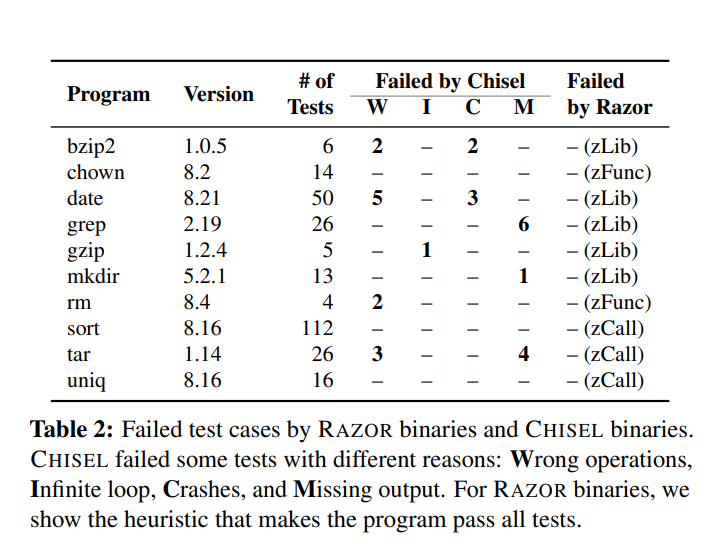 Program Version # of Tests Failed by Chisel Failed by Razor
W I C M
bzip2 1.0.5 6 2 – 2 – – (zLib)
chown 8.2 14 – – – – – (zFunc)
date 8.21 50 5 – 3 – – (zLib)
grep 2.19 26 – – – 6 – (zLib)
gzip 1.2.4 5 – 1 – – – (zLib)
mkdir 5.2.1 13 – – – 1 – (zLib)
rm 8.4 4 2 – – – – (zFunc)
sort 8.16 112 – – – – – (zCall)
tar 1.14 26 3 – – 4 – (zCall)
uniq 8.16 16 – – – – – (zCall)
Table 2: Failed test cases by RAZOR binaries and CHISEL binaries.
CHISEL failed some tests with different reasons: Wrong operations,
Infinite loop, Crashes, and Missing output. For RAZOR binaries, we
show the heuristic that makes the program pass all tests.